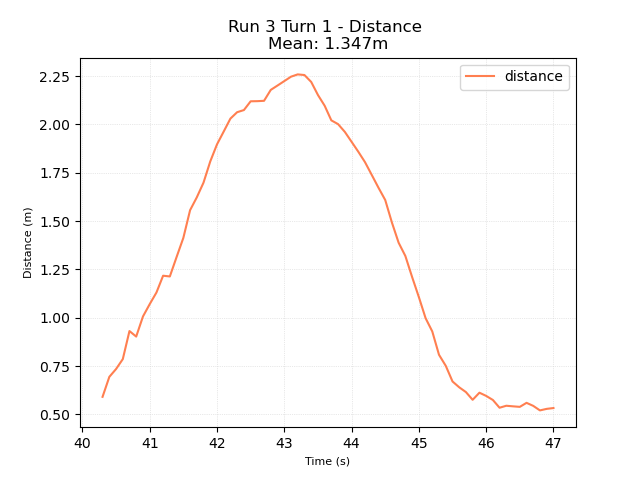 Run 3 Turn 1 - Distance
Mean: 1.347m
distance
2.25
2.00
1.75
1.50
1.25
1.00
0.75
0.50
Distance (m)
40 41 42 43 44 45 46 47
Time (s)